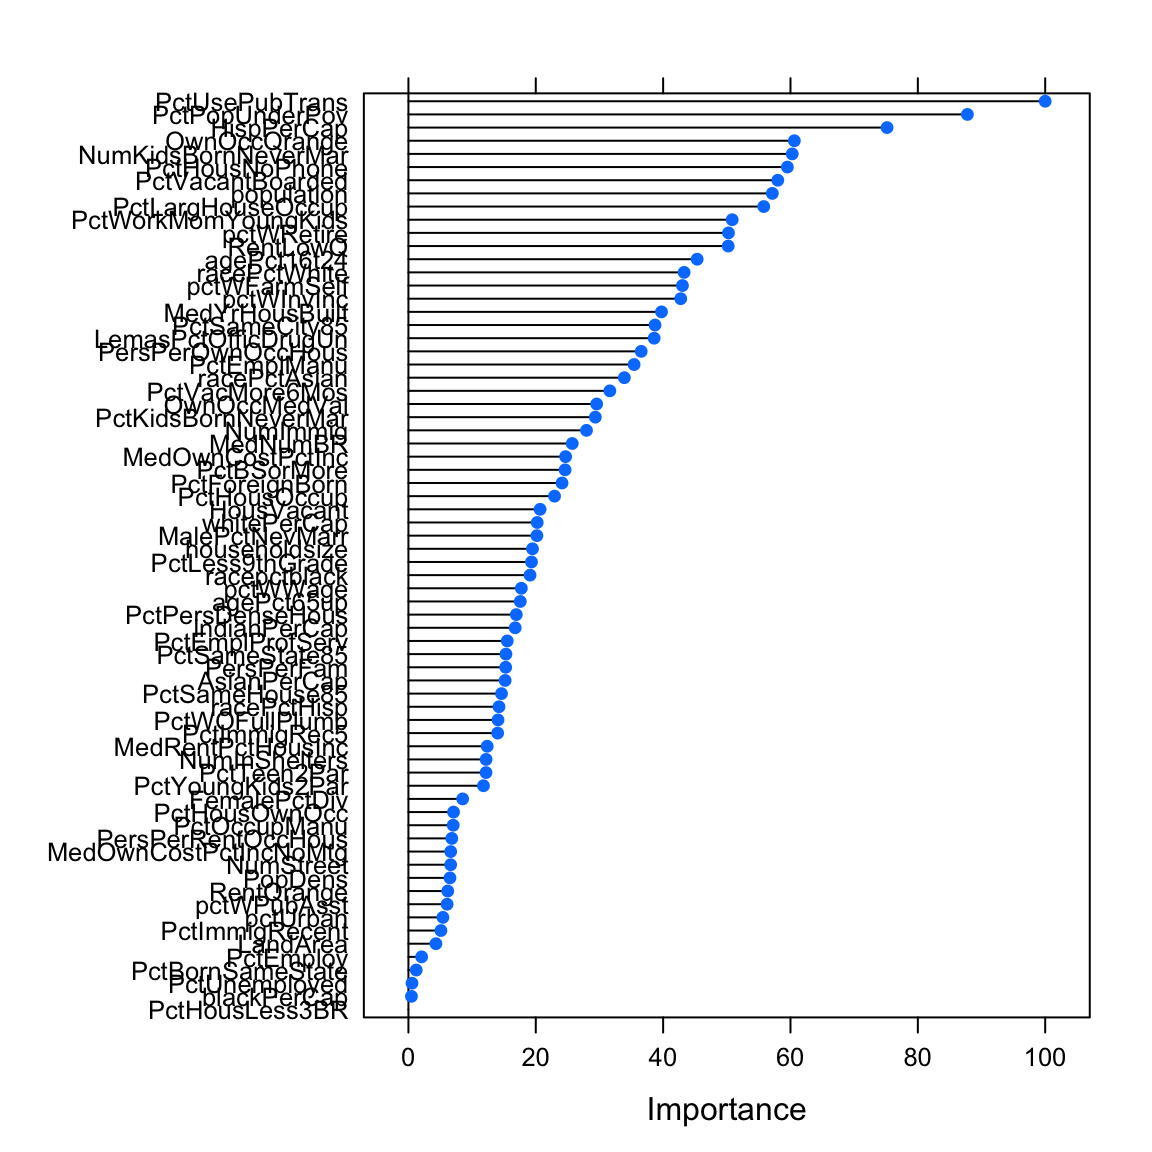 PctUsePubTrans
PctPopUnderPov
HispPerCap
OwnOccQrange
NumKidsBornNeverMar
PctHousNoPhone
PctVacantBoarded
population
PctLargHouseOccup
PctWorkMomYoungKids
pctWRetire
RentLowQ
agePct16t24
racePctWhite
pctWFarmSelf
pctWInvInc
MedYrHousBuilt
PctSameCity85
LemasPctOfficDrugUn
PersPerOwnOccHous
PctEmplManu
racePctAsian
PctVacMore6Mos
OwnOccMedVal
PctKidsBornNeverMar
NumImmig
MedNumBR
MedOwnCostPctInc
PctBSorMore
PctForeignBorn
PctHousOccup
HousVacant
whitePerCap
MalePctNevMarr
householdsize
PctLess9thGrade
racepctblack
pctWWage
agePct65up
PctPersDenseHous
IndianPerCap
PctEmplProfServ
PctSameState85
PersPerFam
AsianPerCap
PctSameHouse85
racePctHisp
PctWOFullPlumb
PctImmigRec5
MedRentPctHousInc
NumInShelters
PctTeen2Par
PctYoungKids2Par
FemalePctDiv
PctHousOwnOcc
PctOccupManu
PersPerRentOccHous
MedOwnCostPctIncNoMtg
NumStreet
PopDens
RentQrange
pctWPubAsst
pctUrban
PctImmigRecent
LandArea
PctEmploy
PctBornSameState
PctUnemployed
blackPerCap
PctHousLess3BR
0 20 40 60 80 100
Importance